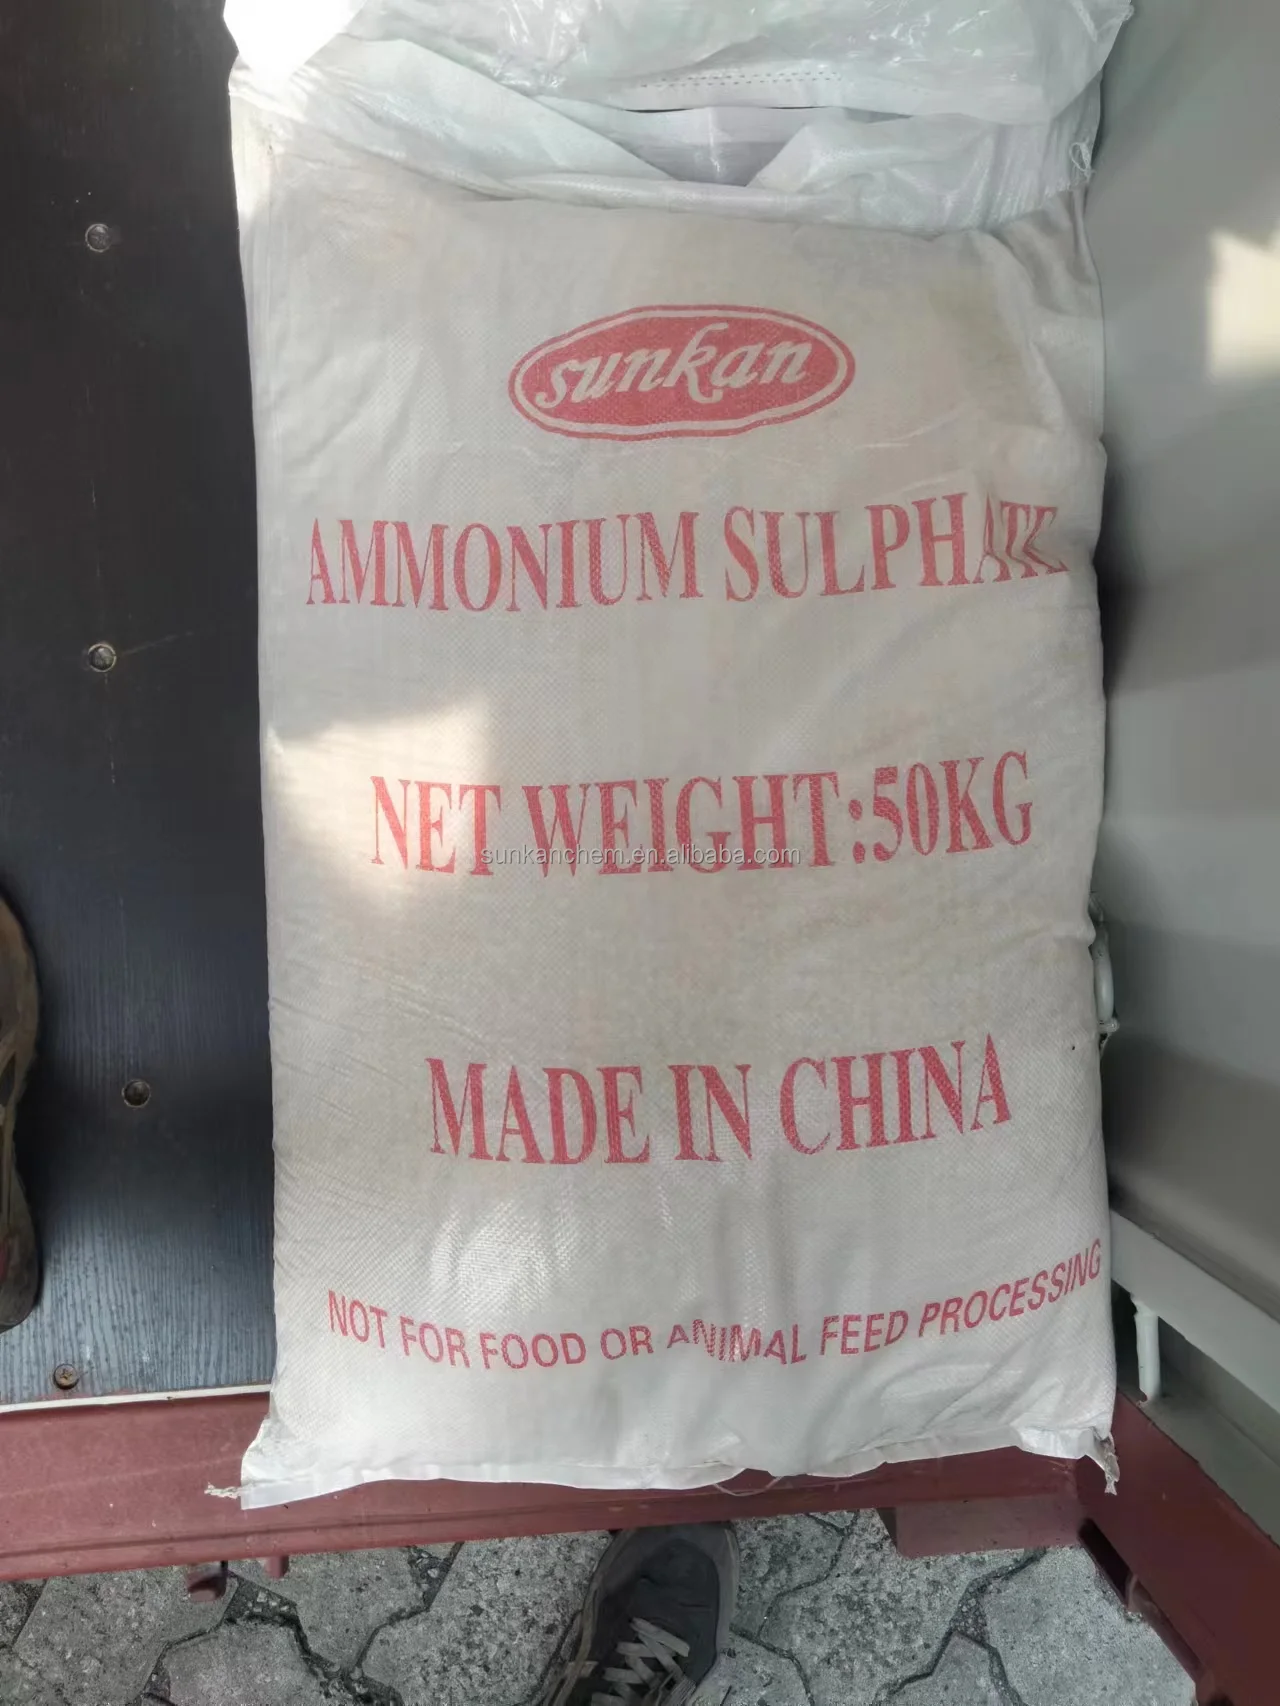 sunkan
AMMONIUM SULPHATE
NET WEIGHT:50KG
sunkanchem.en.alibaba.com
MADE IN CHINA
NOT FOR FOOD OR ANIMAL FEED PROCESSING